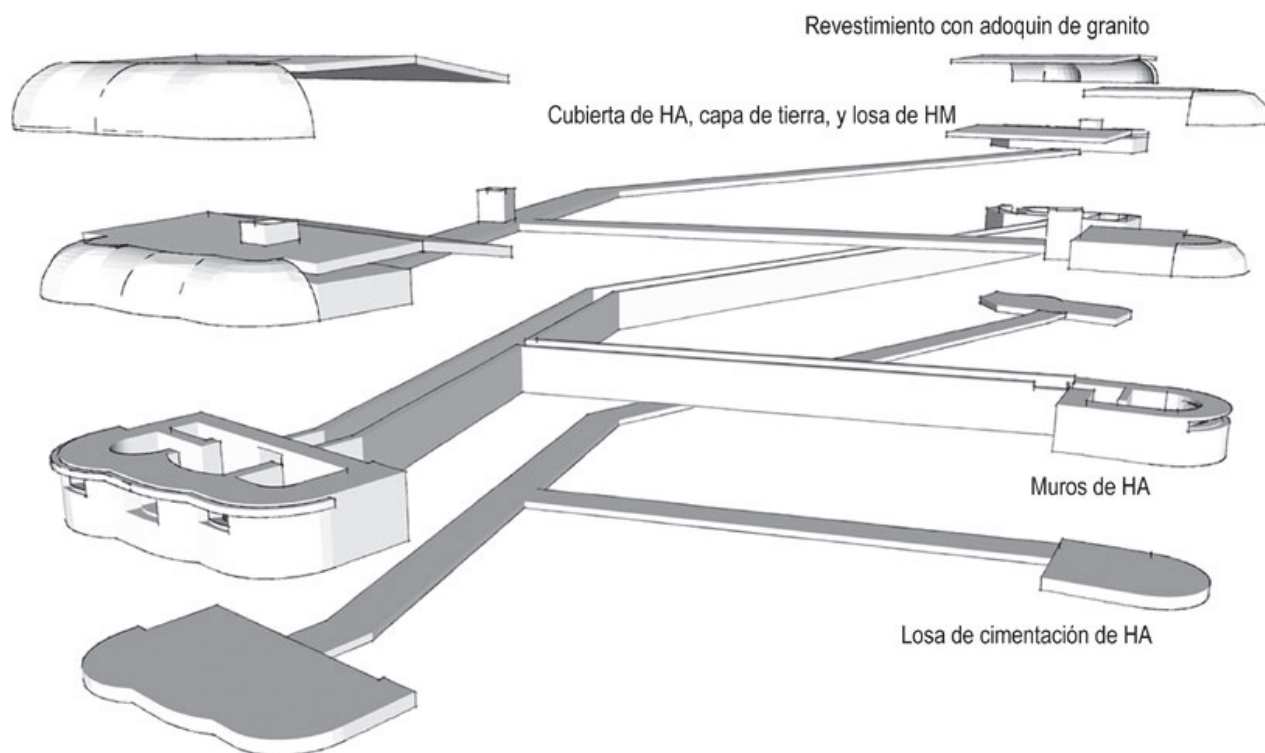 Revestimiento con adoquin de granito
Cubierta de HA, capa de tierra, y losa de HM
Muros de HA
Losa de cimentación de HA